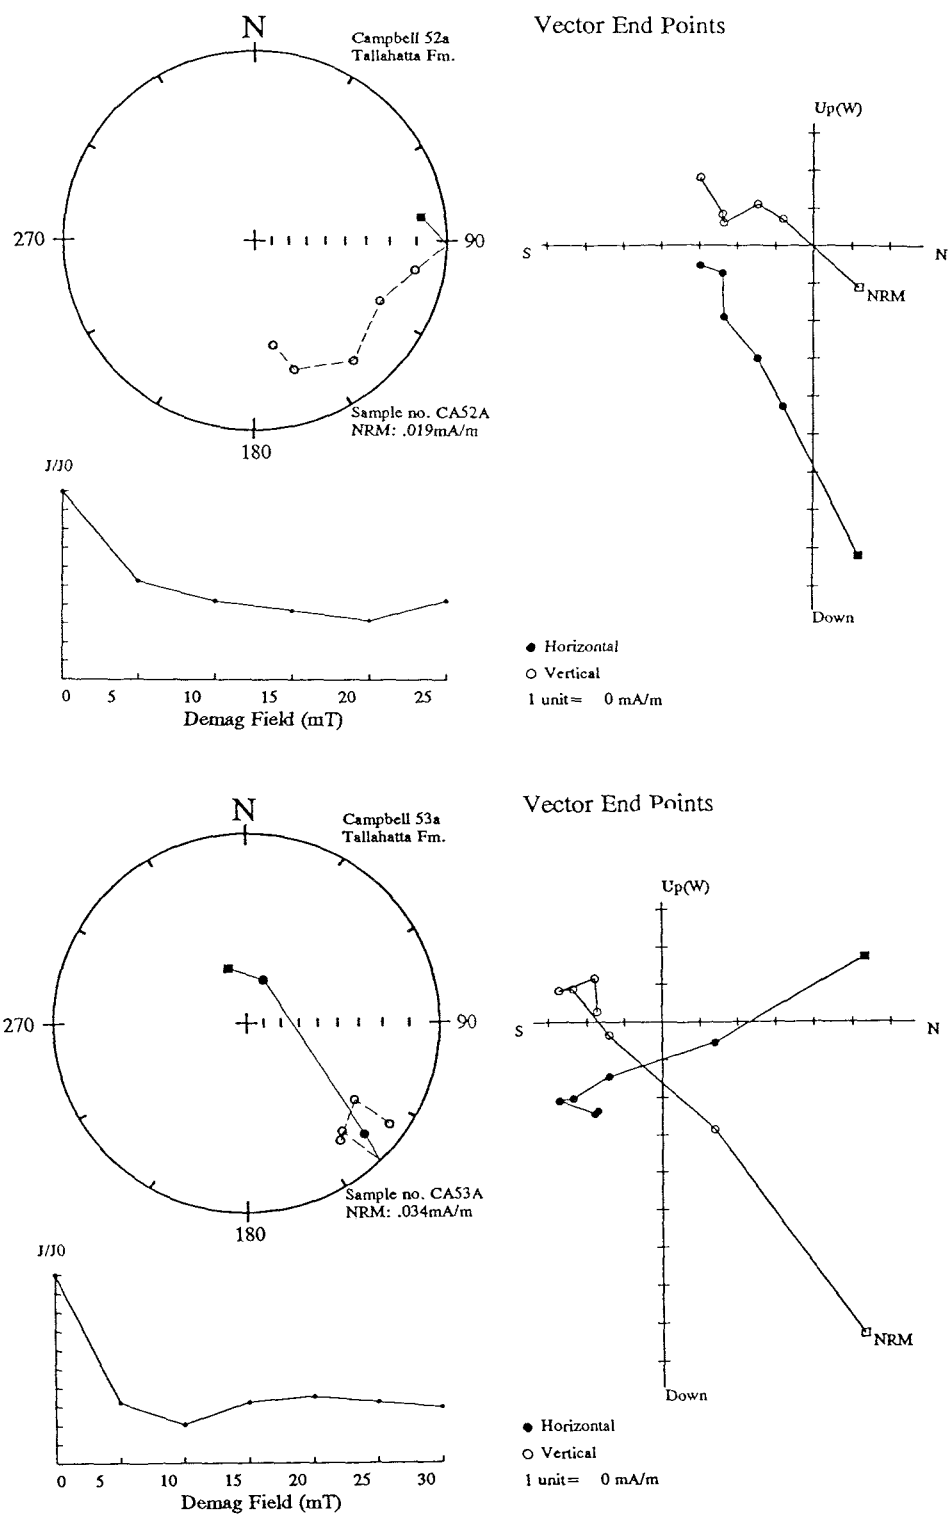 N
Campbell 52a
Tallahatta Fm.
270
90
180
Sample no. CA52A
NRM: .019mA/m
Vector End Points
Up(W)
S
N
NRM
Down
● Horizontal
○ Vertical
1 unit= 0 mA/m
J/J0
0 5 10 15 20 25
Demag Field (mT)
N
Campbell 53a
Tallahatta Fm.
270
90
180
Sample no. CA53A
NRM: .034mA/m
Vector End Points
Up(W)
S
N
NRM
Down
● Horizontal
○ Vertical
1 unit= 0 mA/m
J/J0
0 5 10 15 20 25 30
Demag Field (mT)